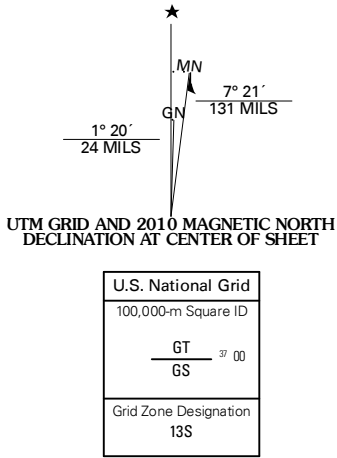 ★
MN
GN
7° 21´
131 MILS
1° 20´
24 MILS
UTM GRID AND 2010 MAGNETIC NORTH
DECLINATION AT CENTER OF SHEET
U.S. National Grid
100,000-m Square ID
GT
37 00
GS
Grid Zone Designation
13S